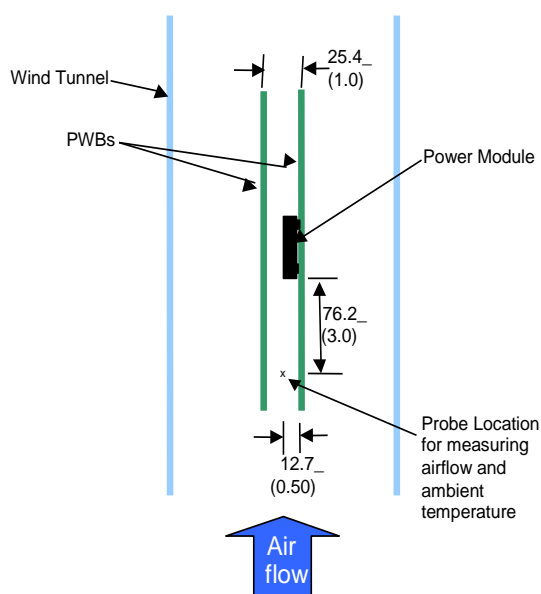 25.4_
(1.0)
Wind Tunnel
PWBs
Power Module
76.2_
(3.0)
x
Probe Location
for measuring
airflow and
ambient
temperature
12.7_
(0.50)
Air
flow